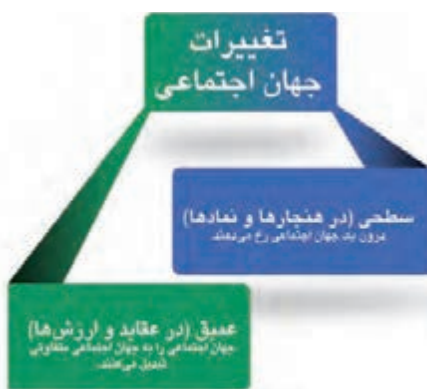 تغییرات
جهان اجتماعی
سطحی (در هنجارها و نمادها)
درون یک جهان اجتماعی رخ می‌دهند.
عمیق (در عقاید و ارزش‌ها)
جهان اجتماعی را به جهان اجتماعی متفاوتی
تبدیل می‌کنند.